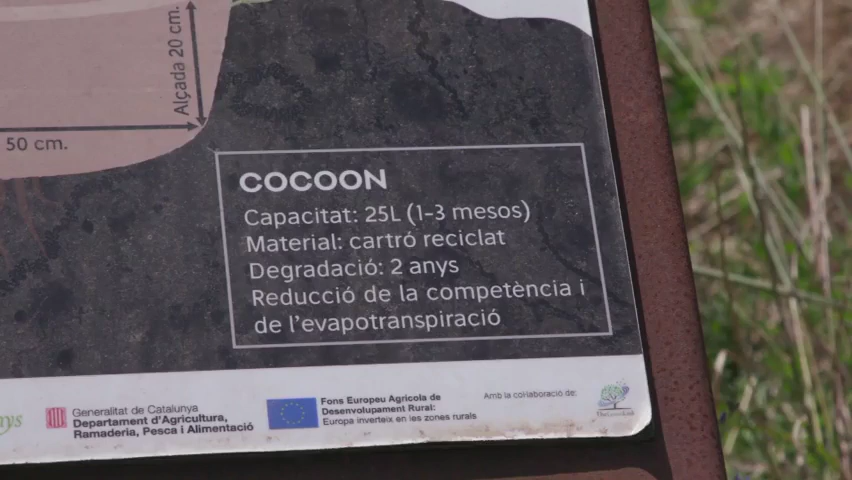 Alçada 20 cm.
50 cm.
COCOON
Capacitat: 25L (1-3 mesos)
Material: cartró reciclat
Degradació: 2 anys
Reducció de la competència i
de l'evapotranspiració
Generalitat de Catalunya
Departament d'Agricultura,
Ramaderia, Pesca i Alimentació
Fons Europeu Agrícola de
Desenvolupament Rural:
Europa inverteix en les zones rurals
Amb la col·laboració de: